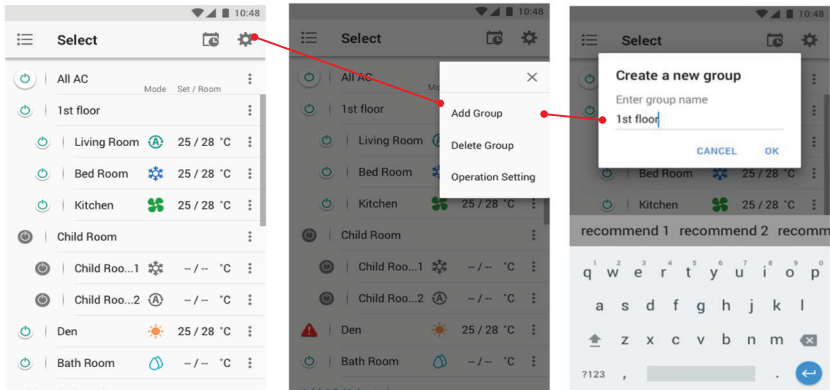 10:48
Select
All AC
Mode Set / Room
1st floor
Living Room A 25 / 28 °C
Bed Room 25 / 28 °C
Kitchen 25 / 28 °C
Child Room
Child Roo...1 -- / -- °C
Child Roo...2 A -- / -- °C
Den 25 / 28 °C
Bath Room -- / -- °C
10:48
Select
All AC
1st floor
Living Room
Bed Room
Kitchen 25 / 28 °C
Child Room
Child Roo...1 -- / -- °C
Child Roo...2 A -- / -- °C
Den 25 / 28 °C
Bath Room -- / -- °C
Add Group
Delete Group
Operation Setting
10:48
Select
Create a new group
Enter group name
1st floor
CANCEL OK
Bed Room 25 / 28 °C
Kitchen 25 / 28 °C
recommend 1 recommend 2 recomm
1 2 3 4 5 6 7 8 9 0
q w e r t y u i o p
a s d f g h j k l
z x c v b n m
?123 , .